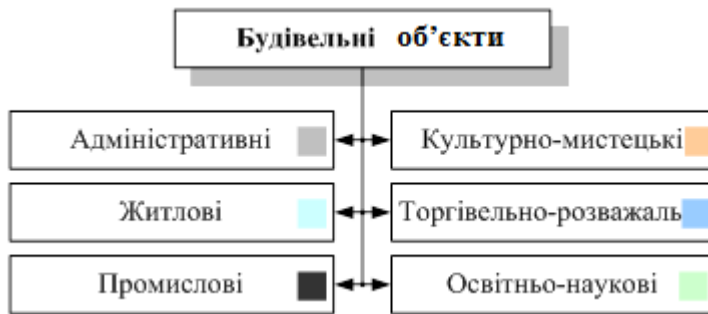 Будівельні об’єкти
Адміністративні
Культурно-мистецькі
Житлові
Торгівельно-розважаль
Промислові
Освітньо-наукові